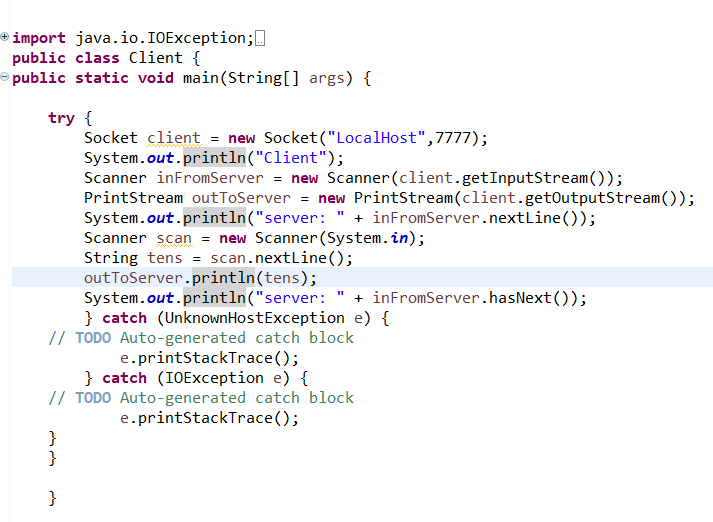 import java.io.IOException;
public class Client {
public static void main(String[] args) {
try {
Socket client = new Socket("LocalHost",7777);
System.out.println("Client");
Scanner inFromServer = new Scanner(client.getInputStream());
PrintStream outToServer = new PrintStream(client.getOutputStream());
System.out.println("server: " + inFromServer.nextLine());
Scanner scan = new Scanner(System.in);
String tens = scan.nextLine();
outToServer.println(tens);
System.out.println("server: " + inFromServer.hasNext());
} catch (UnknownHostException e) {
// TODO Auto-generated catch block
e.printStackTrace();
} catch (IOException e) {
// TODO Auto-generated catch block
e.printStackTrace();
}
}
}